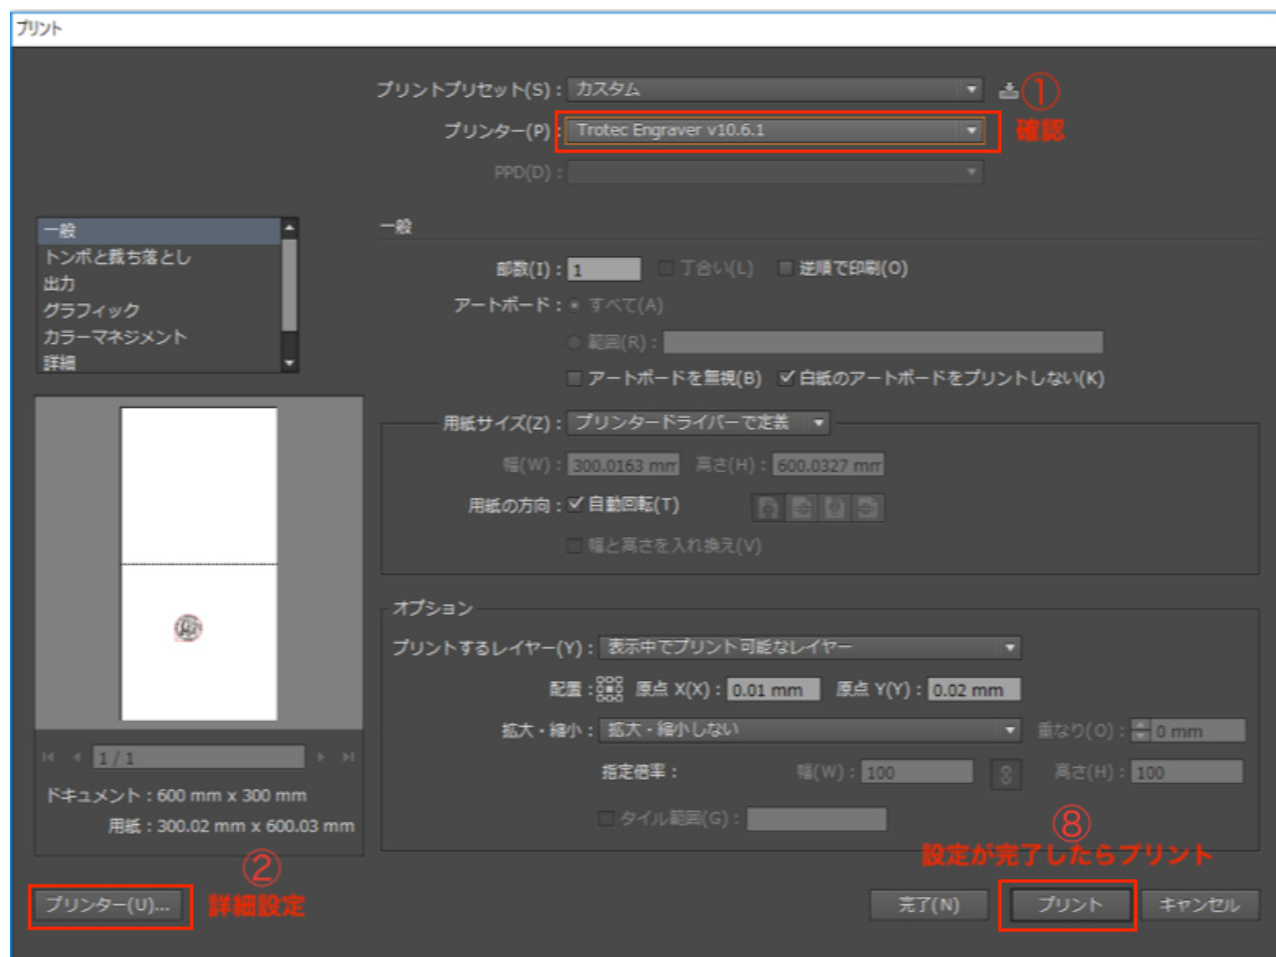 プリント
プリントプリセット(S)： カスタム ①
プリンター(P)： Trotec Engraver v10.6.1 確認
PPD(D)：
一般
トンボと裁ち落とし
出力
グラフィック
カラーマネジメント
詳細
一般
部数(I)： 1 丁合い(L) 逆順で印刷(O)
アートボード： すべて(A)
範囲(R)：
アートボードを無視(B) 白紙のアートボードをプリントしない(K)
用紙サイズ(Z)： プリンタードライバーで定義
幅(W)： 300.0163 mm 高さ(H)： 600.0327 mm
用紙の方向： 自動回転(T)
幅と高さを入れ換え(V)
オプション
プリントするレイヤー(Y)： 表示中でプリント可能なレイヤー
配置： 原点 X(X)： 0.01 mm 原点 Y(Y)： 0.02 mm
拡大・縮小： 拡大・縮小しない 重なり(O)： 0 mm
指定倍率： 幅(W)： 100 高さ(H)： 100
タイル範囲(G)：
1 / 1
ドキュメント：600 mm x 300 mm
用紙：300.02 mm x 600.03 mm
②
詳細設定
プリンター(U)...
⑧
設定が完了したらプリント
完了(N) プリント キャンセル